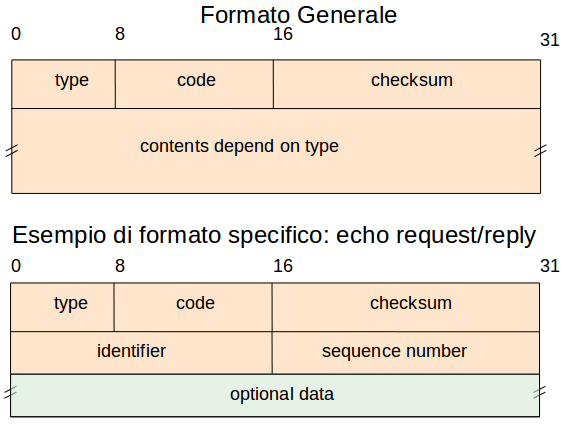 Formato Generale
0 8 16 31
type code checksum
contents depend on type
Esempio di formato specifico: echo request/reply
0 8 16 31
type code checksum
identifier sequence number
optional data